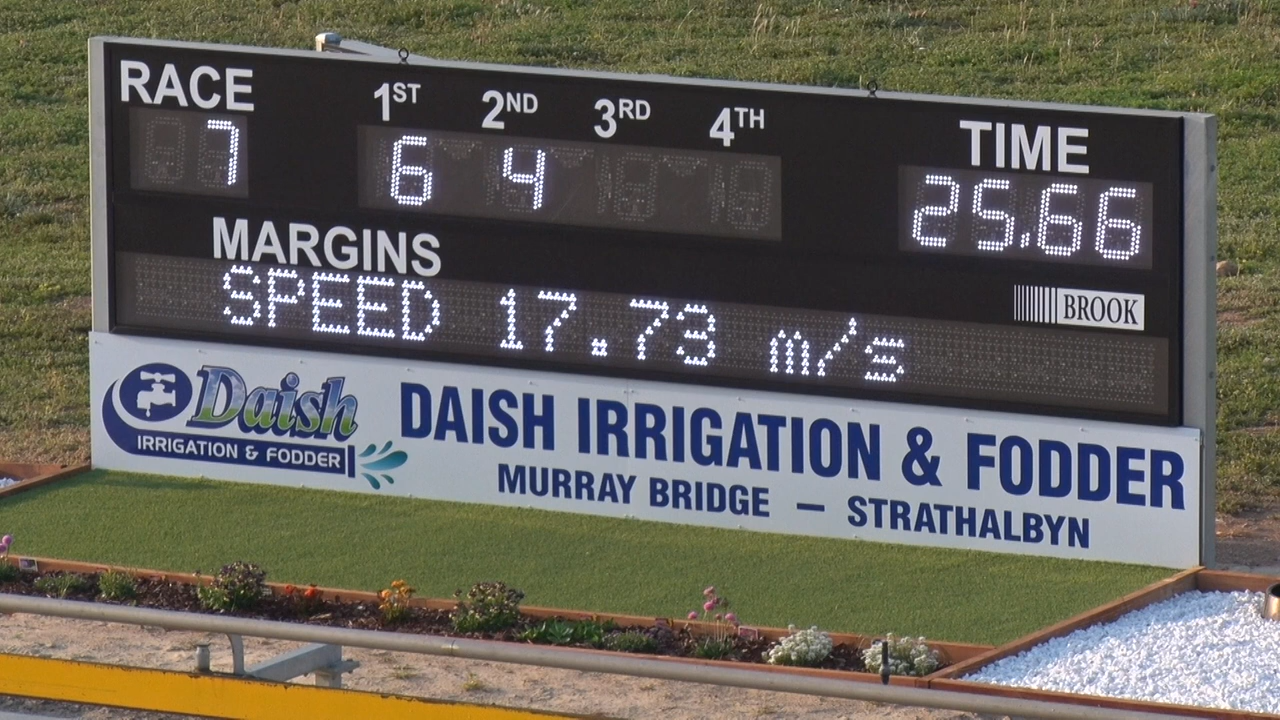 RACE 1ST 2ND 3RD 4TH TIME
7 6 4 25.66
MARGINS
SPEED 17.73 m/s
BROOK
Daish
IRRIGATION & FODDER
DAISH IRRIGATION & FODDER
MURRAY BRIDGE — STRATHALBYN